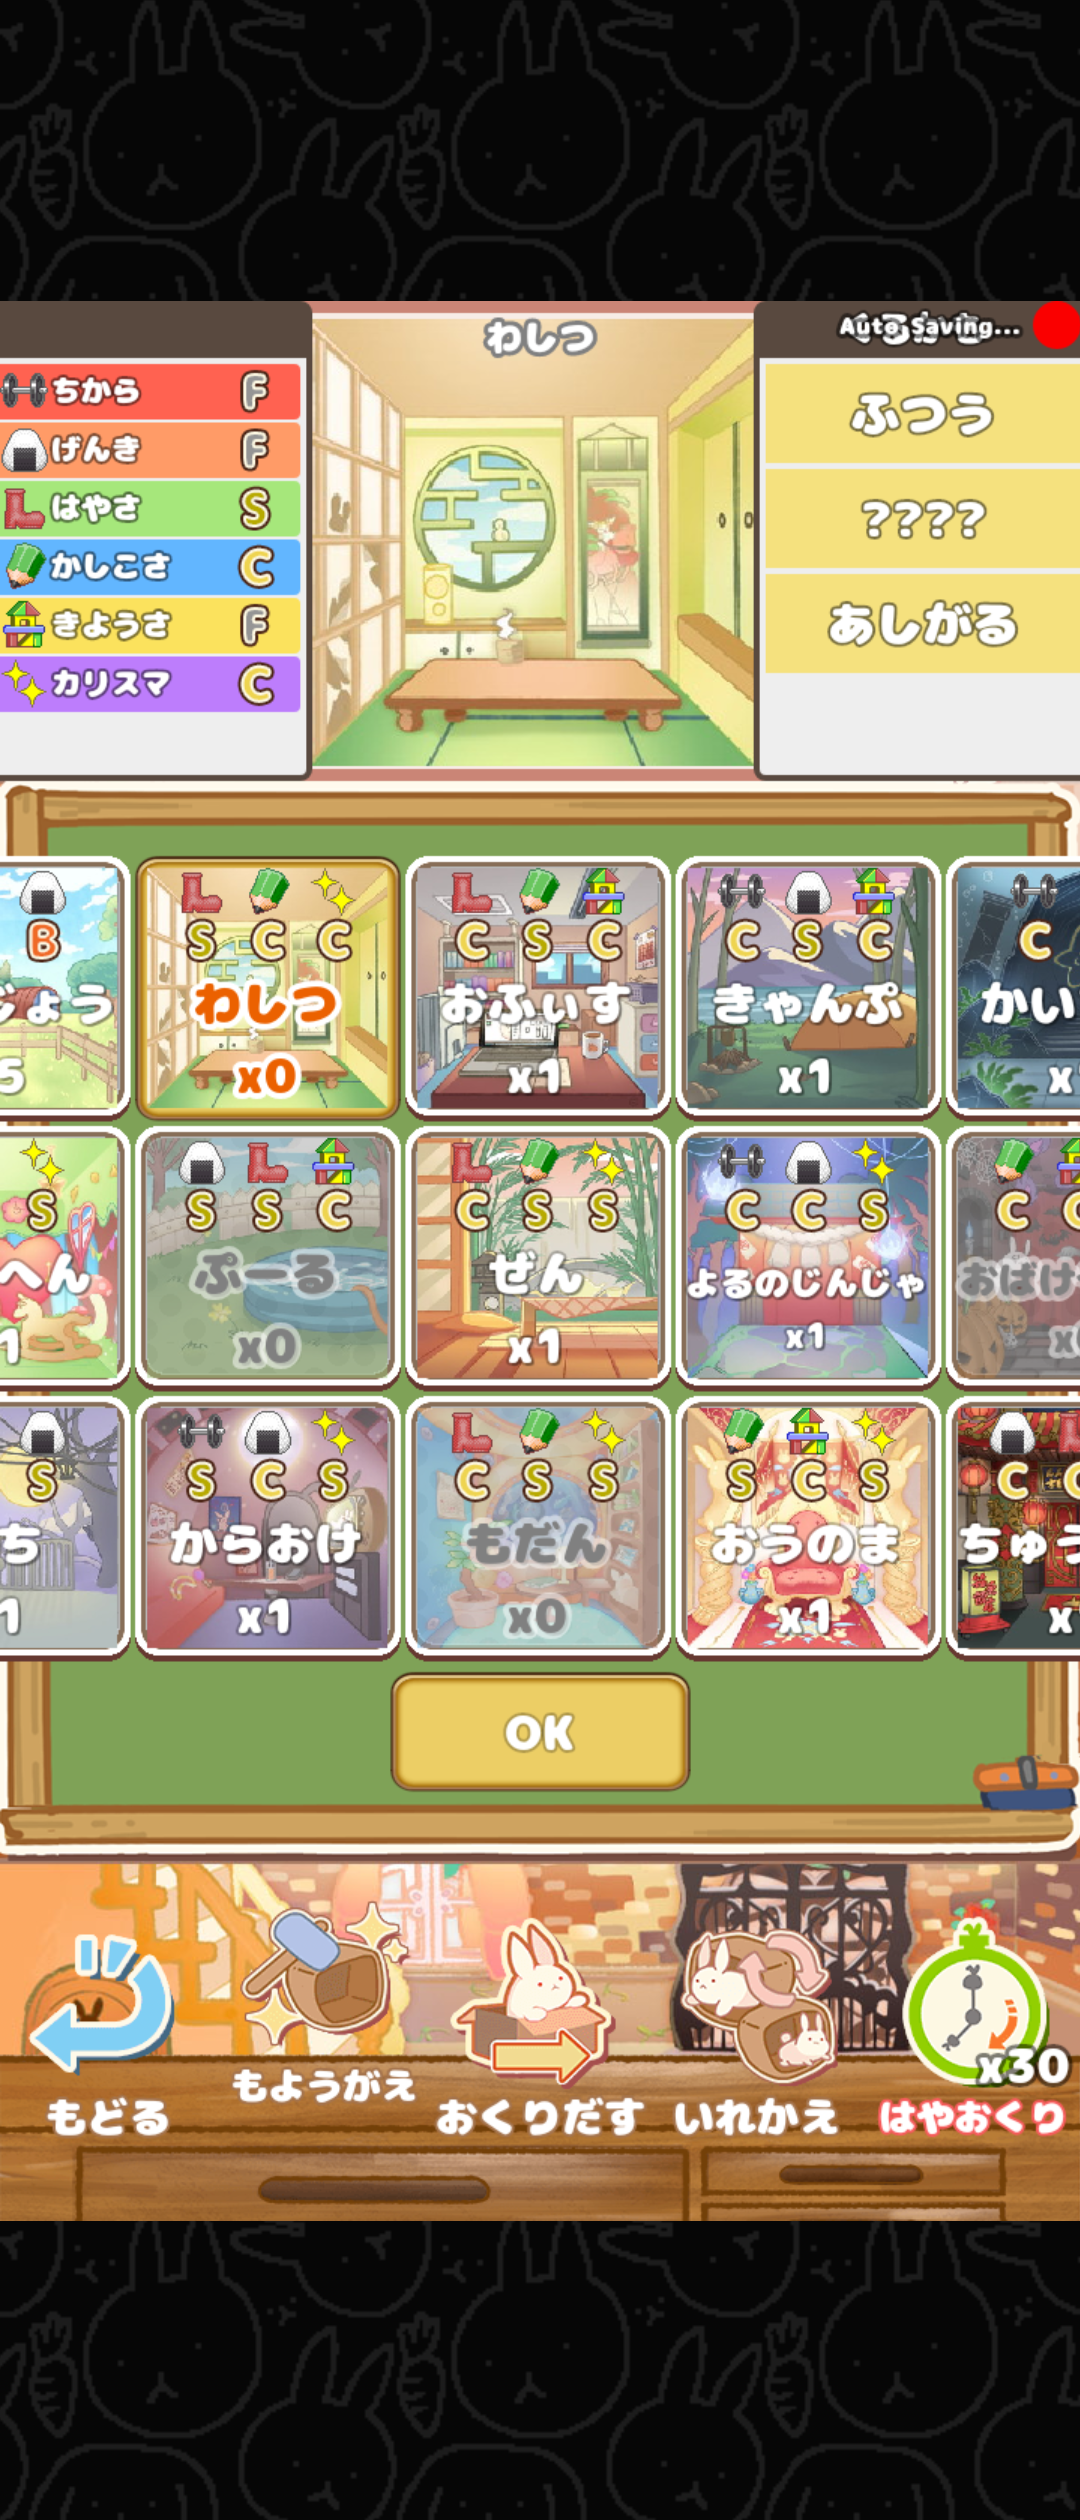 わしつ
Auto Saving...
ちから F
げんき F
はやさ S
かしこさ C
きようさ F
カリスマ C
ふつう
????
あしがる
B
じょう
5
S C C
わしつ
x0
C S C
おふぃす
x1
C S C
きゃんぷ
x1
C
かい
x
S
へん
1
S S C
ぷーる
x0
C S S
ぜん
x1
C C S
よるのじんじゃ
x1
C C
おばけ
x0
S
ち
1
S C S
からおけ
x1
C S S
もだん
x0
S C S
おうのま
x1
C C
ちゅう
x
OK
x30
もどる
もようがえ
おくりだす
いれかえ
はやおくり